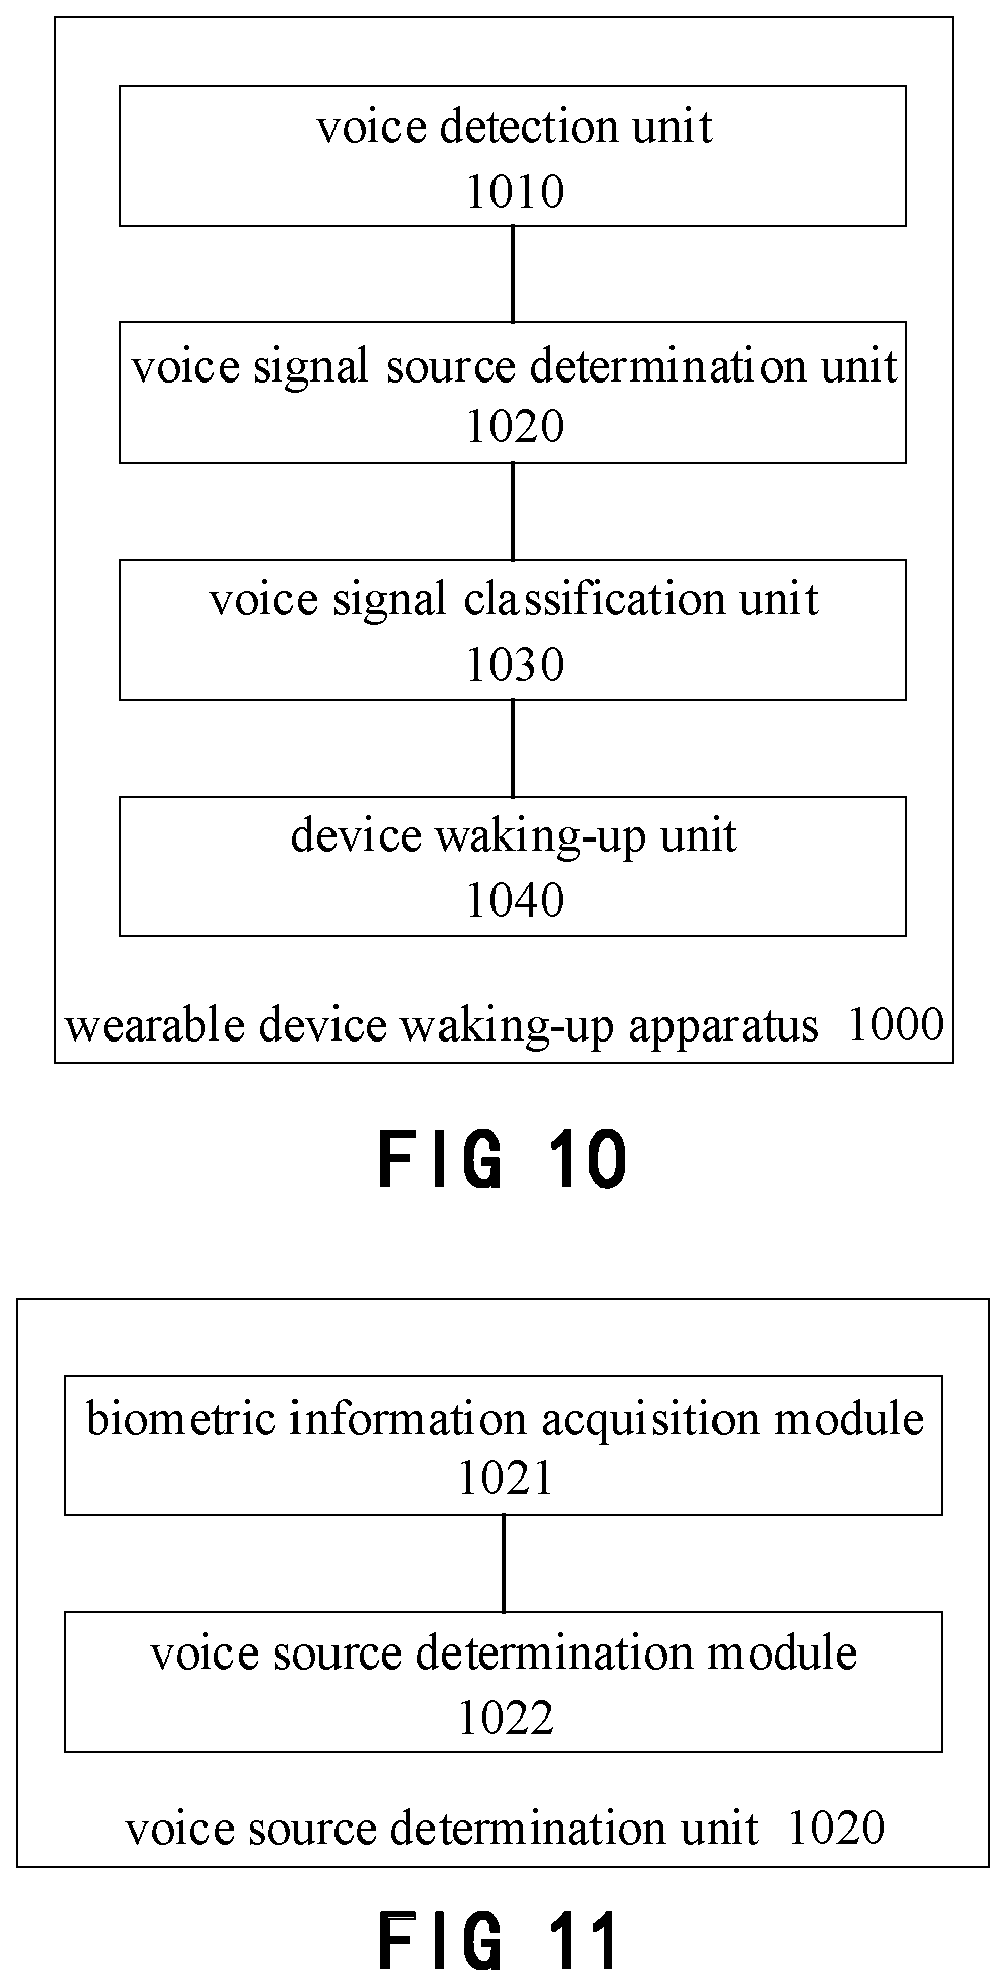 voice detection unit
1010
voice signal source determination unit
1020
voice signal classification unit
1030
device waking-up unit
1040
wearable device waking-up apparatus 1000
FIG 10
biometric information acquisition module
1021
voice source determination module
1022
voice source determination unit 1020
FIG 11